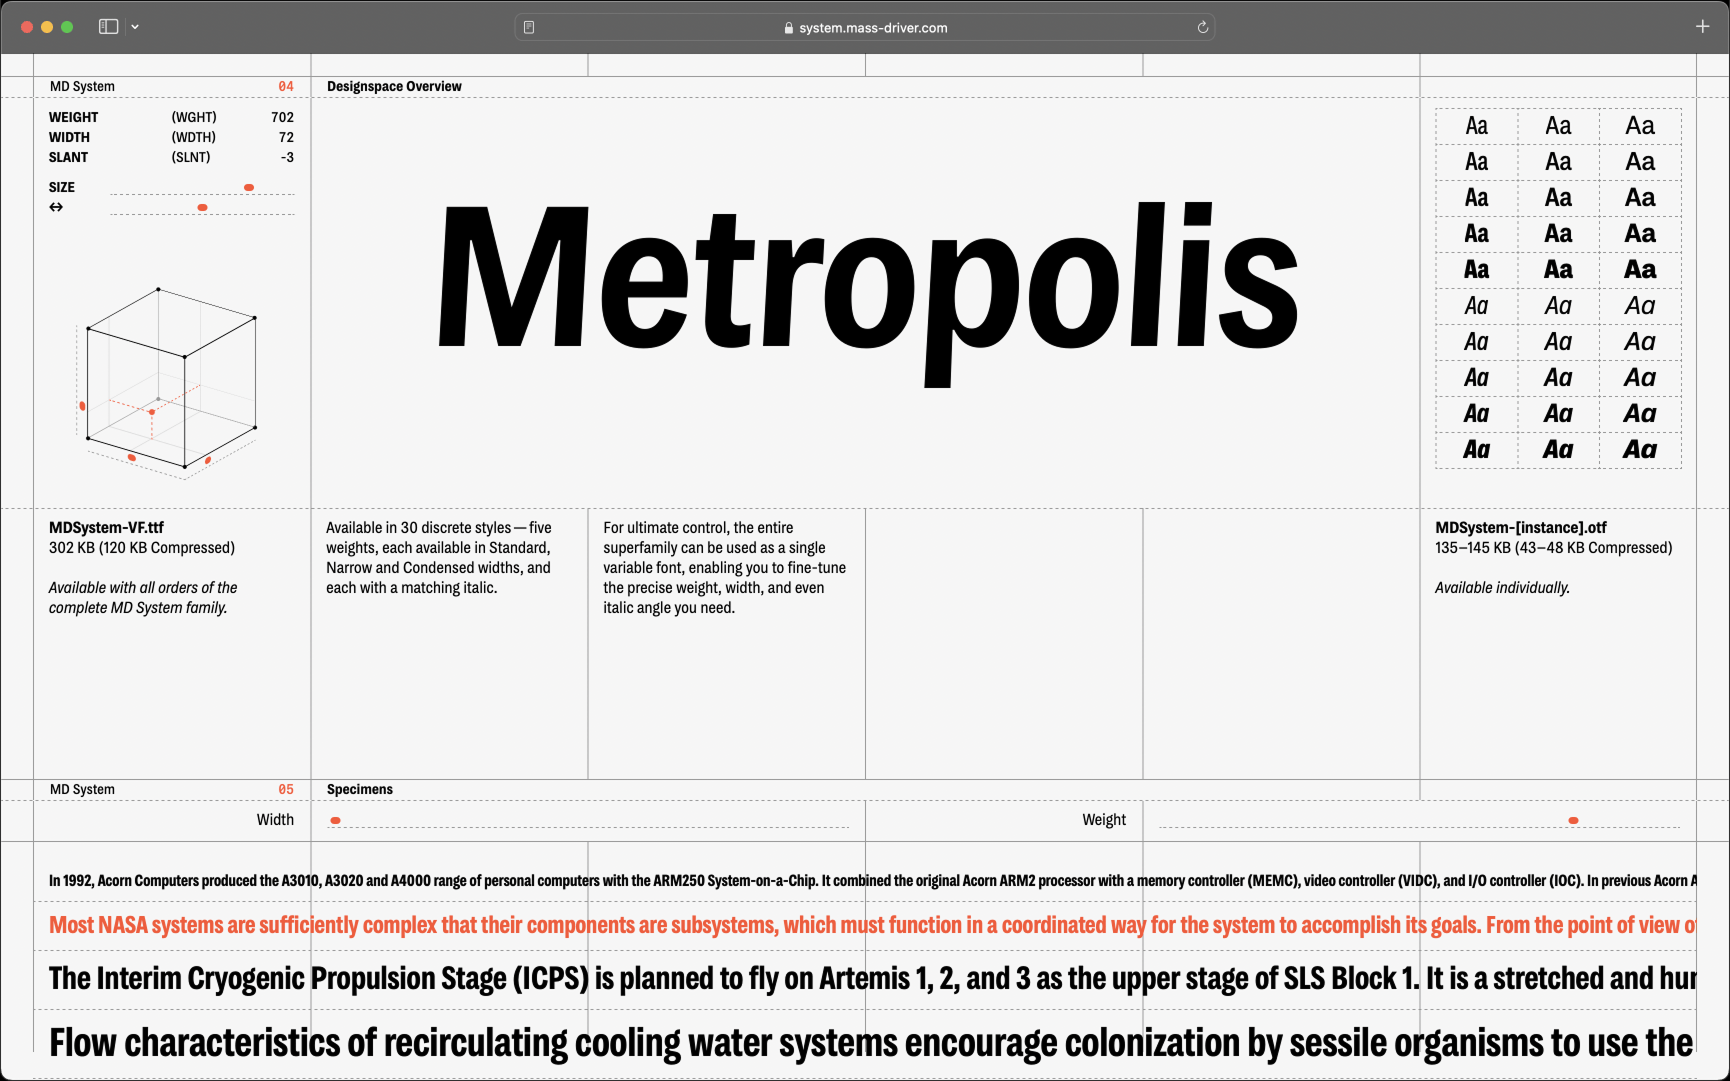 system.mass-driver.com
MD System 04 Designspace Overview
WEIGHT (WGHT) 702
WIDTH (WDTH) 72
SLANT (SLNT) -3
SIZE
↔
Metropolis
Aa Aa Aa
Aa Aa Aa
Aa Aa Aa
Aa Aa Aa
Aa Aa Aa
Aa Aa Aa
Aa Aa Aa
Aa Aa Aa
Aa Aa Aa
Aa Aa Aa
MDSystem-VF.ttf
302 KB (120 KB Compressed)
Available with all orders of the
complete MD System family.
Available in 30 discrete styles — five
weights, each available in Standard,
Narrow and Condensed widths, and
each with a matching italic.
For ultimate control, the entire
superfamily can be used as a single
variable font, enabling you to fine-tune
the precise weight, width, and even
italic angle you need.
MDSystem-[instance].otf
135–145 KB (43–48 KB Compressed)
Available individually.
MD System 05 Specimens
Width Weight
In 1992, Acorn Computers produced the A3010, A3020 and A4000 range of personal computers with the ARM250 System-on-a-Chip. It combined the original Acorn ARM2 processor with a memory controller (MEMC), video controller (VIDC), and I/O controller (IOC). In previous Acorn A
Most NASA systems are sufficiently complex that their components are subsystems, which must function in a coordinated way for the system to accomplish its goals. From the point of view of
The Interim Cryogenic Propulsion Stage (ICPS) is planned to fly on Artemis 1, 2, and 3 as the upper stage of SLS Block 1. It is a stretched and hum
Flow characteristics of recirculating cooling water systems encourage colonization by sessile organisms to use the